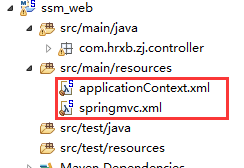 ssm_web
src/main/java
com.hrxb.zj.controller
src/main/resources
applicationContext.xml
springmvc.xml
src/test/java
src/test/resources